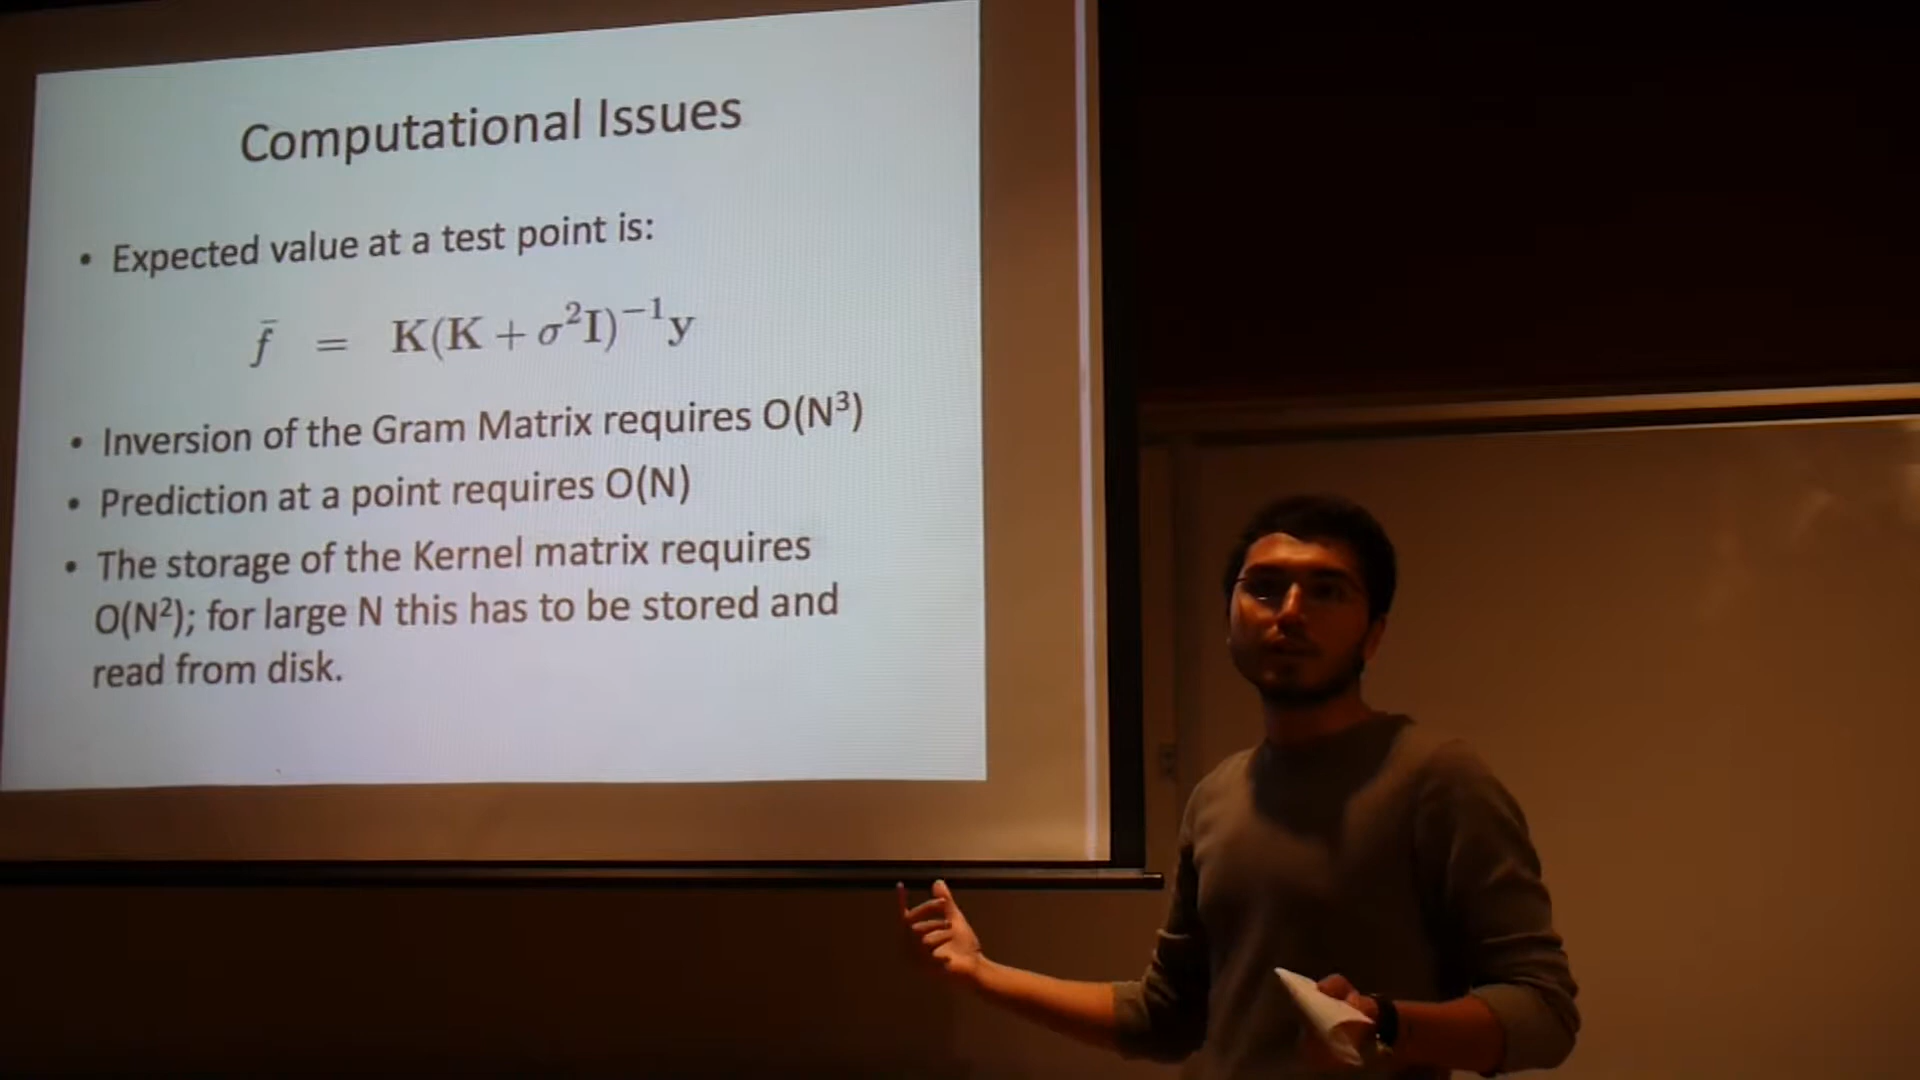 Computational Issues
• Expected value at a test point is:
f̄ = K(K + σ²I)⁻¹y
• Inversion of the Gram Matrix requires O(N³)
• Prediction at a point requires O(N)
• The storage of the Kernel matrix requires
O(N²); for large N this has to be stored and
read from disk.